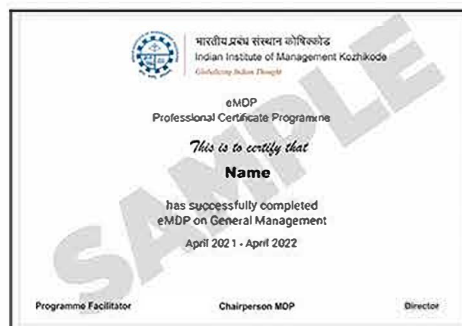 भारतीय प्रबंध संस्थान कोषिक्कोड
Indian Institute of Management Kozhikode
Globalizing Indian Thought
eMDP
Professional Certificate Programme
This is to certify that
Name
has successfully completed
eMDP on General Management
April 2021 - April 2022
SAMPLE
Programme Facilitator Chairperson MDP Director